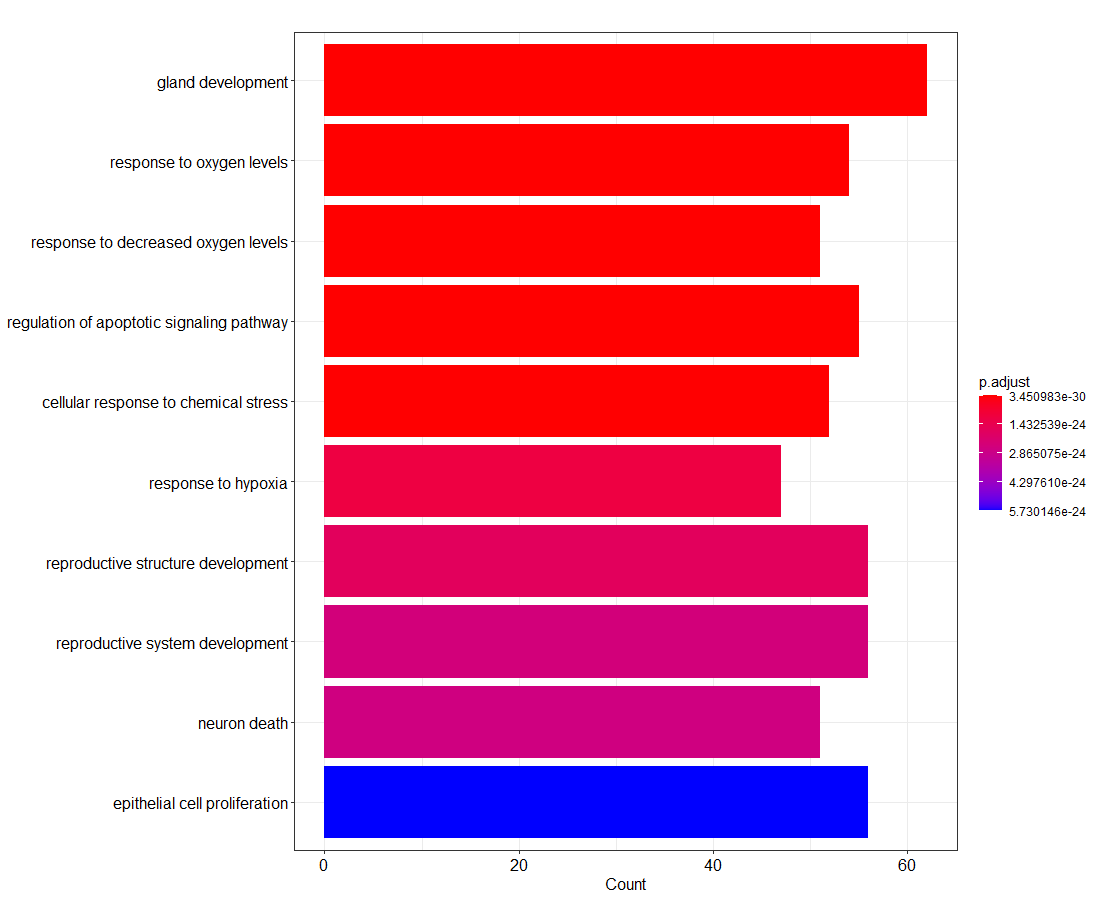 gland development
response to oxygen levels
response to decreased oxygen levels
regulation of apoptotic signaling pathway
cellular response to chemical stress
response to hypoxia
reproductive structure development
reproductive system development
neuron death
epithelial cell proliferation
0 20 40 60
Count
p.adjust
3.450983e-30
1.432539e-24
2.865075e-24
4.297610e-24
5.730146e-24